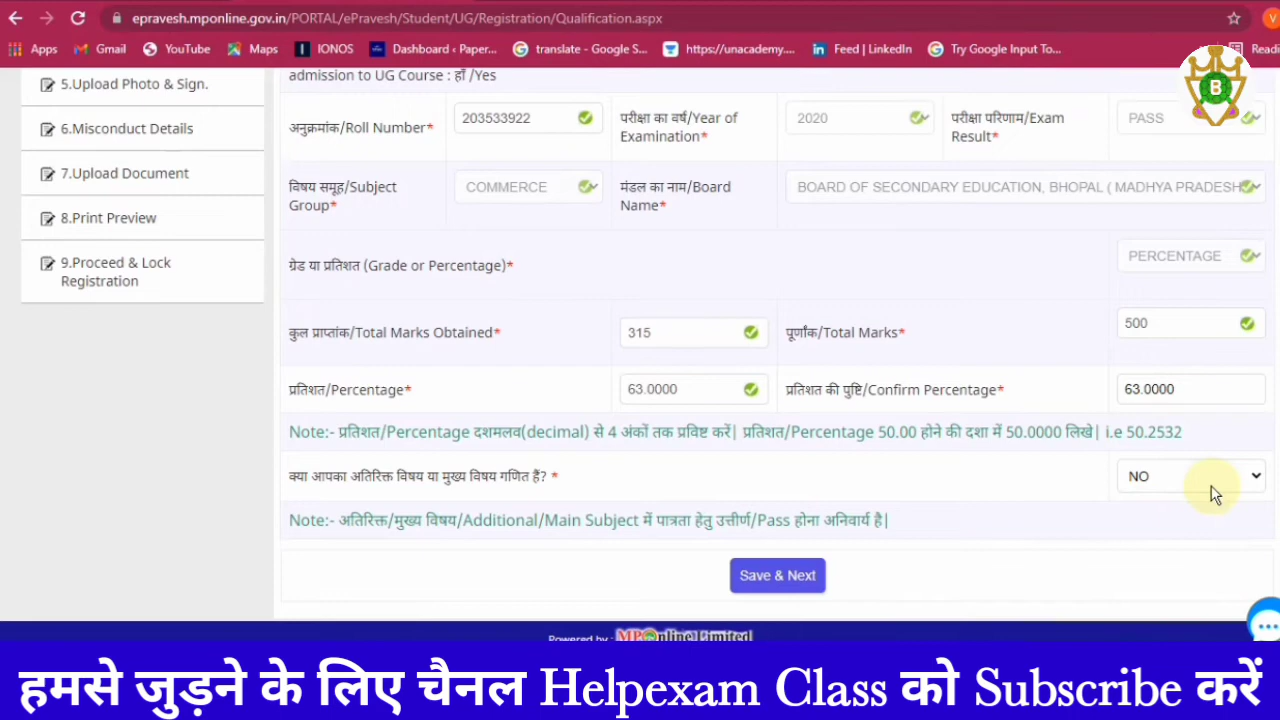 epravesh.mponline.gov.in/PORTAL/ePravesh/Student/UG/Registration/Qualification.aspx
Apps Gmail YouTube Maps IONOS Dashboard ‹ Paper... translate - Google S... https://unacademy.... Feed | LinkedIn Try Google Input To... Readi
5.Upload Photo & Sign.
6.Misconduct Details
7.Upload Document
8.Print Preview
9.Proceed & Lock
Registration
admission to UG Course : हाँ /Yes
अनुक्रमांक/Roll Number* 203533922 परीक्षा का वर्ष/Year of Examination* 2020 परीक्षा परिणाम/Exam Result* PASS
विषय समूह/Subject Group* COMMERCE मंडल का नाम/Board Name* BOARD OF SECONDARY EDUCATION, BHOPAL ( MADHYA PRADESH
ग्रेड या प्रतिशत (Grade or Percentage)* PERCENTAGE
कुल प्राप्तांक/Total Marks Obtained* 315 पूर्णांक/Total Marks* 500
प्रतिशत/Percentage* 63.0000 प्रतिशत की पुष्टि/Confirm Percentage* 63.0000
Note:- प्रतिशत/Percentage दशमलव(decimal) से 4 अंकों तक प्रविष्ट करें| प्रतिशत/Percentage 50.00 होने की दशा में 50.0000 लिखे| i.e 50.2532
क्या आपका अतिरिक्त विषय या मुख्य विषय गणित हैं? * NO
Note:- अतिरिक्त/मुख्य विषय/Additional/Main Subject में पात्रता हेतु उत्तीर्ण/Pass होना अनिवार्य है|
Save & Next
Powered by : MPOnline Limited
B
हमसे जुड़ने के लिए चैनल Helpexam Class को Subscribe करें